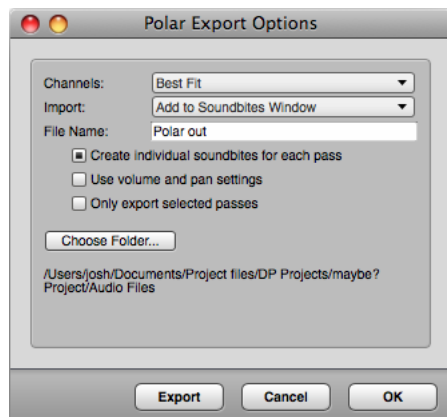 Polar Export Options
Channels: Best Fit
Import: Add to Soundbites Window
File Name: Polar out
Create individual soundbites for each pass
Use volume and pan settings
Only export selected passes
Choose Folder...
/Users/josh/Documents/Project files/DP Projects/maybe?
Project/Audio Files
Export Cancel OK